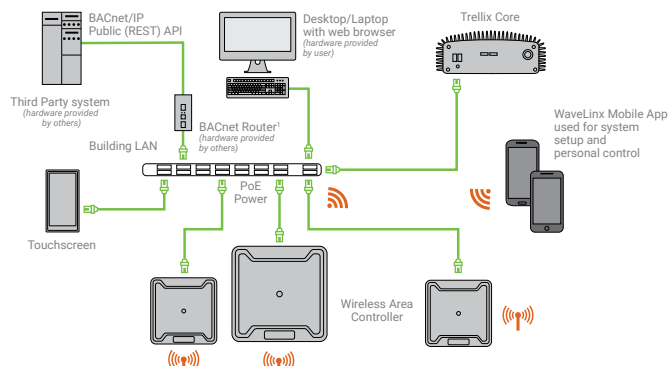 BACnet/IP
Public (REST) API
Desktop/Laptop
with web browser
(hardware provided
by user)
Trellix Core
Third Party system
(hardware provided
by others)
BACnet Router¹
(hardware provided
by others)
Building LAN
WaveLinx Mobile App
used for system
setup and
personal control
PoE
Power
Touchscreen
Wireless Area
Controller